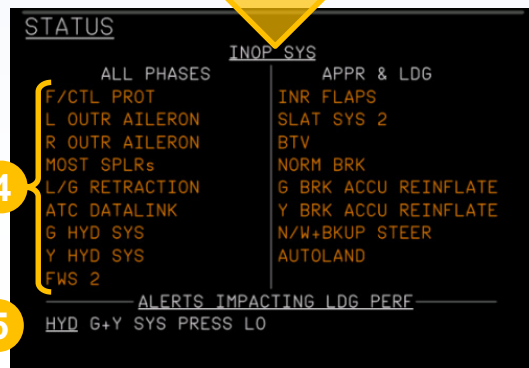 STATUS
INOP SYS
ALL PHASES APPR & LDG
F/CTL PROT INR FLAPS
L OUTR AILERON SLAT SYS 2
R OUTR AILERON BTV
MOST SPLRs NORM BRK
4 L/G RETRACTION G BRK ACCU REINFLATE
ATC DATALINK Y BRK ACCU REINFLATE
G HYD SYS N/W+BKUP STEER
Y HYD SYS AUTOLAND
FWS 2
ALERTS IMPACTING LDG PERF
5 HYD G+Y SYS PRESS LO